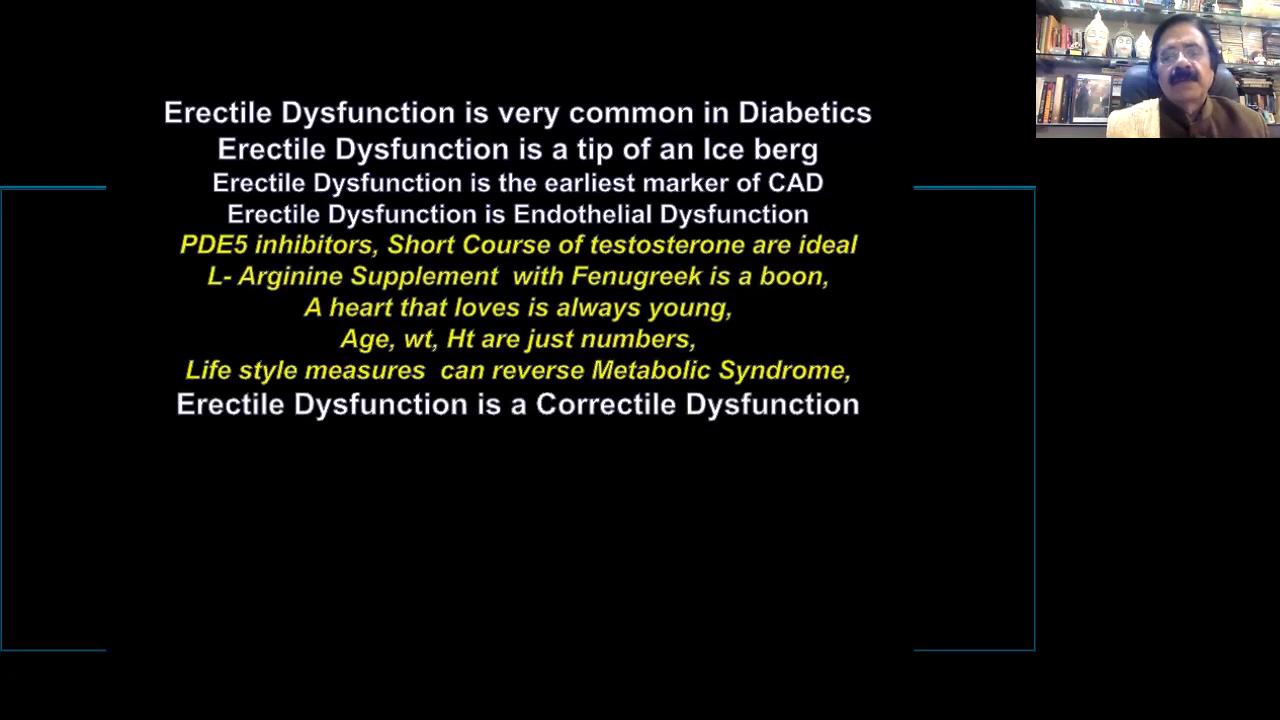 Erectile Dysfunction is very common in Diabetics
Erectile Dysfunction is a tip of an Ice berg
Erectile Dysfunction is the earliest marker of CAD
Erectile Dysfunction is Endothelial Dysfunction
PDE5 inhibitors, Short Course of testosterone are ideal
L- Arginine Supplement with Fenugreek is a boon,
A heart that loves is always young,
Age, wt, Ht are just numbers,
Life style measures can reverse Metabolic Syndrome,
Erectile Dysfunction is a Correctile Dysfunction